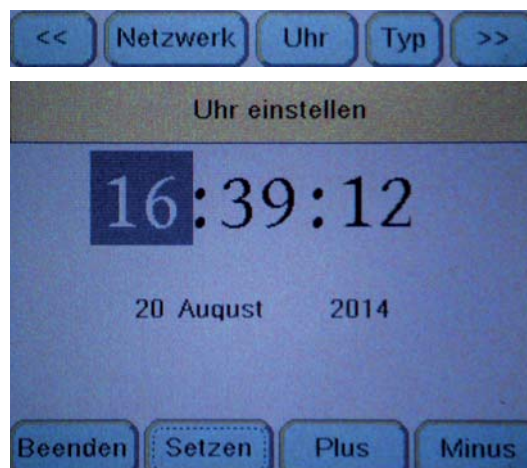 << Netzwerk Uhr Typ >>
Uhr einstellen
16:39:12
20 August 2014
Beenden Setzen Plus Minus